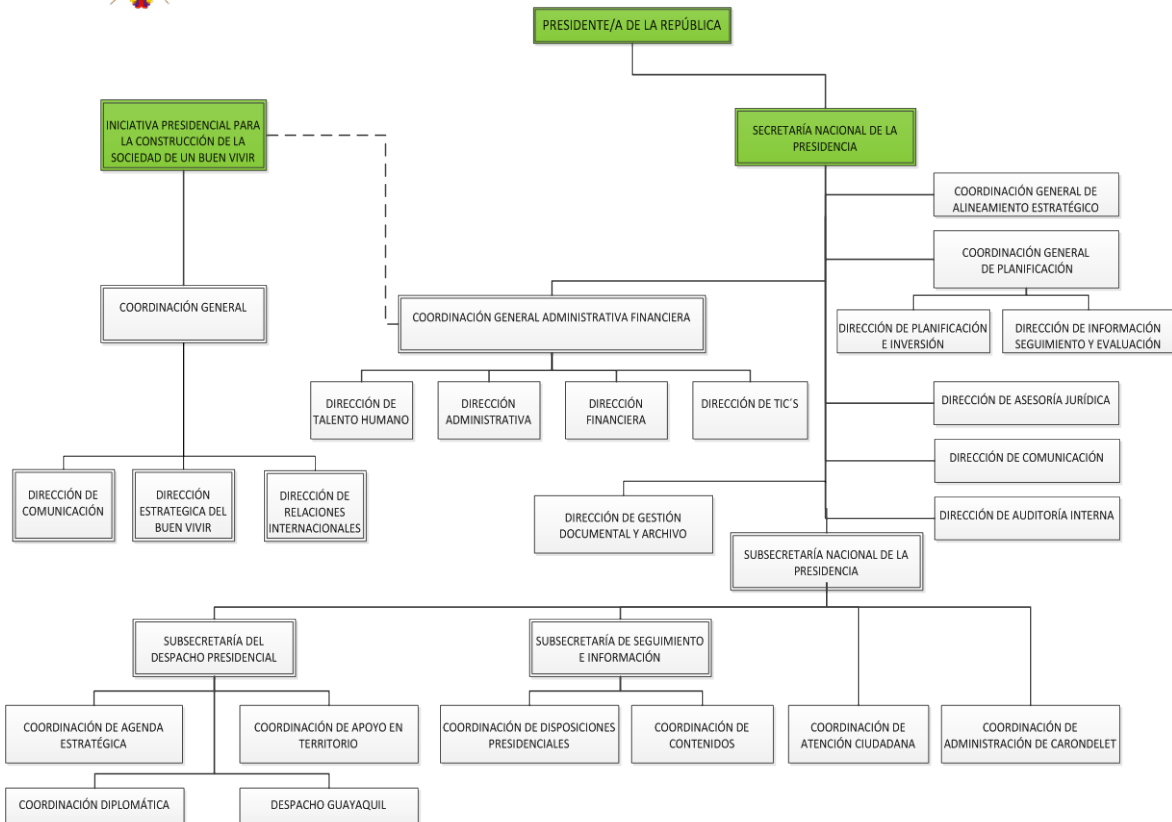 PRESIDENTE/A DE LA REPÚBLICA
INICIATIVA PRESIDENCIAL PARA
LA CONSTRUCCIÓN DE LA
SOCIEDAD DE UN BUEN VIVIR
SECRETARÍA NACIONAL DE LA
PRESIDENCIA
COORDINACIÓN GENERAL DE
ALINEAMIENTO ESTRATÉGICO
COORDINACIÓN GENERAL
DE PLANIFICACIÓN
COORDINACIÓN GENERAL
COORDINACIÓN GENERAL ADMINISTRATIVA FINANCIERA
DIRECCIÓN DE PLANIFICACIÓN
E INVERSIÓN
DIRECCIÓN DE INFORMACIÓN
SEGUIMIENTO Y EVALUACIÓN
DIRECCIÓN DE
TALENTO HUMANO
DIRECCIÓN
ADMINISTRATIVA
DIRECCIÓN
FINANCIERA
DIRECCIÓN DE TIC´S
DIRECCIÓN DE ASESORÍA JURÍDICA
DIRECCIÓN DE COMUNICACIÓN
DIRECCIÓN DE AUDITORÍA INTERNA
DIRECCIÓN DE
COMUNICACIÓN
DIRECCIÓN
ESTRATEGICA DEL
BUEN VIVIR
DIRECCIÓN DE
RELACIONES
INTERNACIONALES
DIRECCIÓN DE GESTIÓN
DOCUMENTAL Y ARCHIVO
SUBSECRETARÍA NACIONAL DE LA
PRESIDENCIA
SUBSECRETARÍA DEL
DESPACHO PRESIDENCIAL
SUBSECRETARÍA DE SEGUIMIENTO
E INFORMACIÓN
COORDINACIÓN DE AGENDA
ESTRATÉGICA
COORDINACIÓN DE APOYO EN
TERRITORIO
COORDINACIÓN DE DISPOSICIONES
PRESIDENCIALES
COORDINACIÓN DE
CONTENIDOS
COORDINACIÓN DE
ATENCIÓN CIUDADANA
COORDINACIÓN DE
ADMINISTRACIÓN DE CARONDELET
COORDINACIÓN DIPLOMÁTICA
DESPACHO GUAYAQUIL